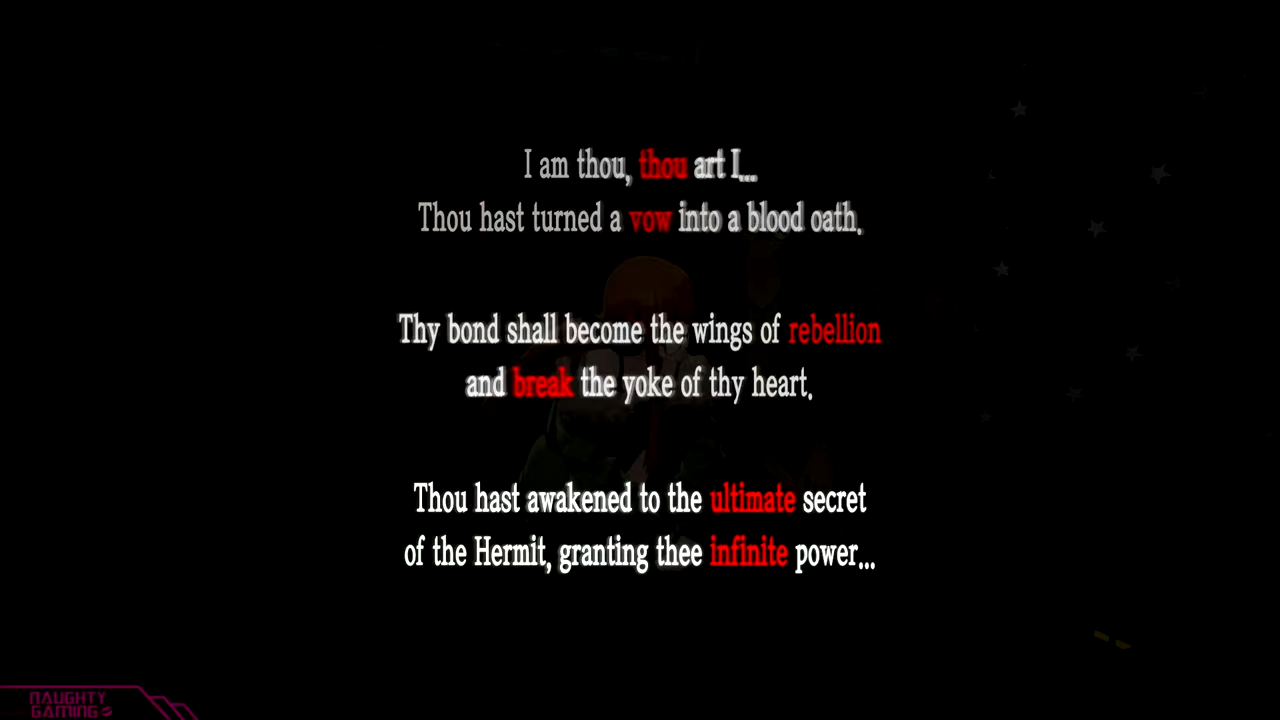 I am thou, thou art I...
Thou hast turned a vow into a blood oath.
Thy bond shall become the wings of rebellion
and break the yoke of thy heart.
Thou hast awakened to the ultimate secret
of the Hermit, granting thee infinite power...
NAUGHTY
GAMING